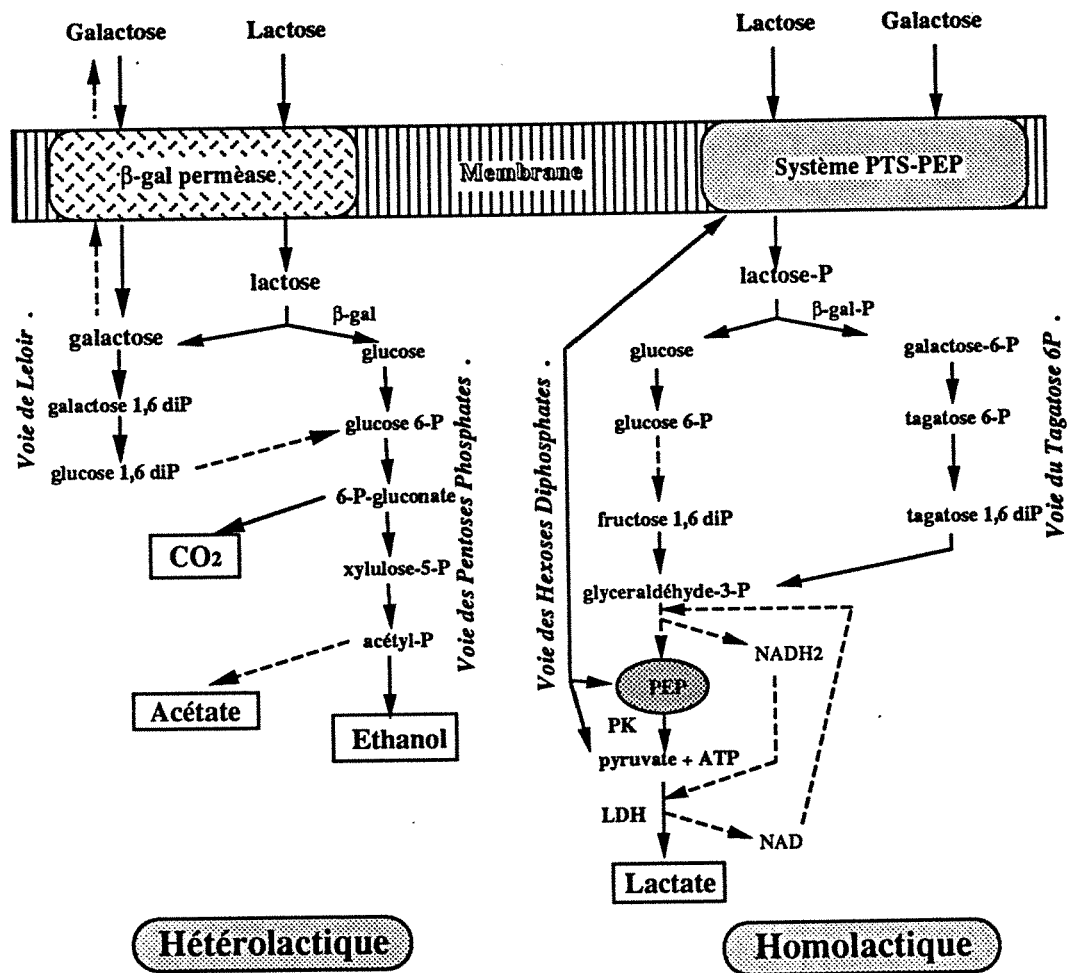 Galactose
Lactose
Lactose
Galactose
β-gal permèase
Membrane
Système PTS-PEP
lactose
β-gal
galactose
glucose
galactose 1,6 diP
glucose 6-P
glucose 1,6 diP
6-P-gluconate
CO2
xylulose-5-P
acétyl-P
Acétate
Ethanol
Voie de Leloir .
Voie des Pentoses Phosphates .
lactose-P
β-gal-P
glucose
galactose-6-P
glucose 6-P
tagatose 6-P
fructose 1,6 diP
tagatose 1,6 diP
glyceraldéhyde-3-P
NADH2
PEP
PK
pyruvate + ATP
LDH
NAD
Lactate
Voie des Hexoses Diphosphates .
Voie du Tagatose 6P .
Hétérolactique
Homolactique